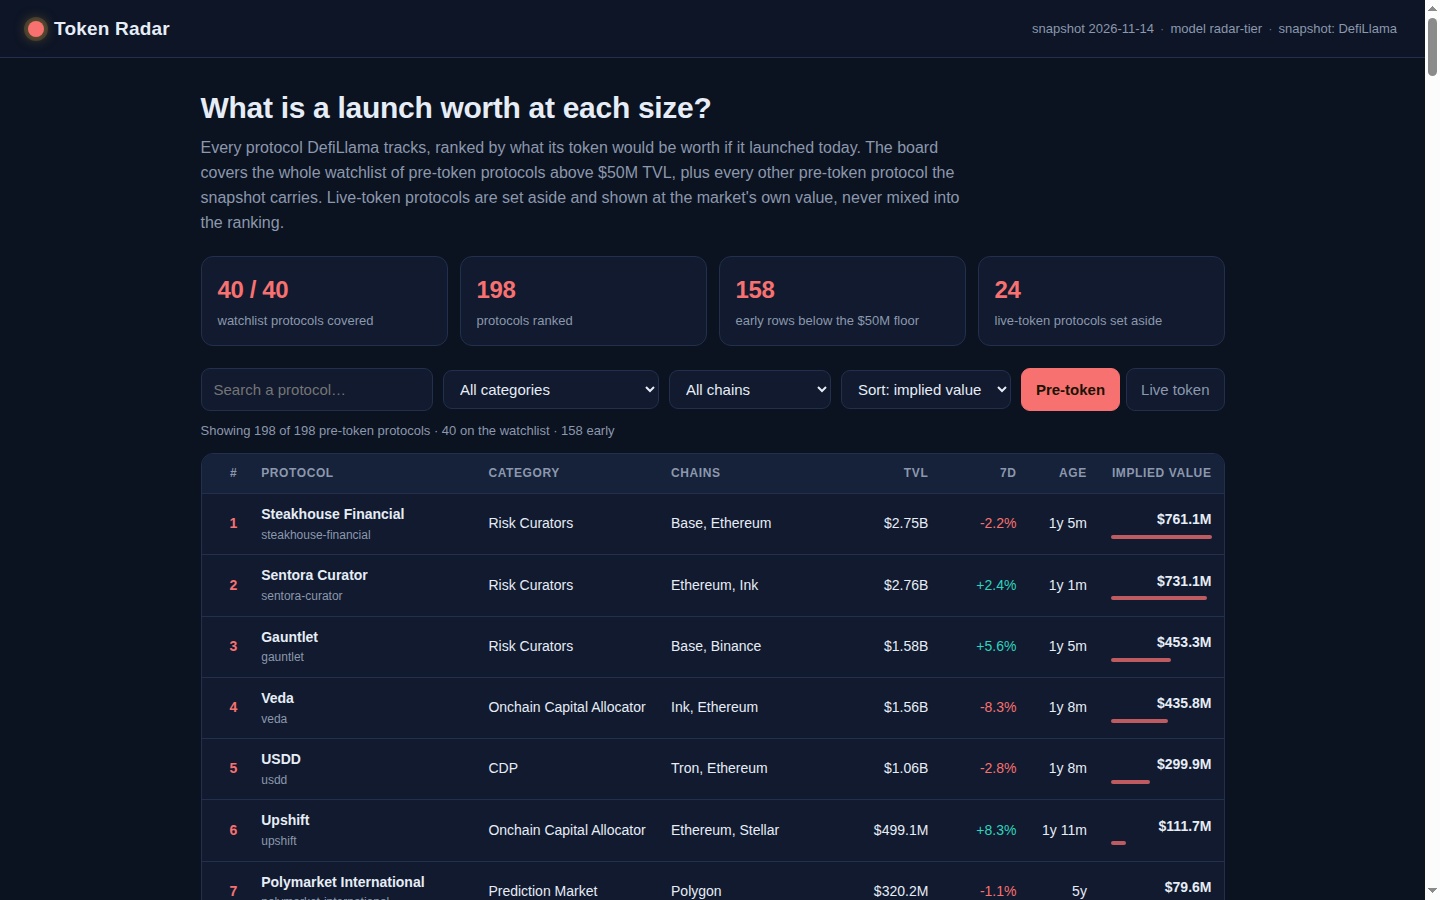 Token Radar
snapshot 2026-11-14 · model radar-tier · snapshot: DefiLlama
What is a launch worth at each size?
Every protocol DefiLlama tracks, ranked by what its token would be worth if it launched today. The board
covers the whole watchlist of pre-token protocols above $50M TVL, plus every other pre-token protocol the
snapshot carries. Live-token protocols are set aside and shown at the market's own value, never mixed into
the ranking.
40 / 40
watchlist protocols covered
198
protocols ranked
158
early rows below the $50M floor
24
live-token protocols set aside
Search a protocol… All categories All chains Sort: implied value Pre-token Live token
Showing 198 of 198 pre-token protocols · 40 on the watchlist · 158 early
# PROTOCOL CATEGORY CHAINS TVL 7D AGE IMPLIED VALUE
1 Steakhouse Financial Risk Curators Base, Ethereum $2.75B -2.2% 1y 5m $761.1M
steakhouse-financial
2 Sentora Curator Risk Curators Ethereum, Ink $2.76B +2.4% 1y 1m $731.1M
sentora-curator
3 Gauntlet Risk Curators Base, Binance $1.58B +5.6% 1y 5m $453.3M
gauntlet
4 Veda Onchain Capital Allocator Ink, Ethereum $1.56B -8.3% 1y 8m $435.8M
veda
5 USDD CDP Tron, Ethereum $1.06B -2.8% 1y 8m $299.9M
usdd
6 Upshift Onchain Capital Allocator Ethereum, Stellar $499.1M +8.3% 1y 11m $111.7M
upshift
7 Polymarket International Prediction Market Polygon $320.2M -1.1% 5y $79.6M